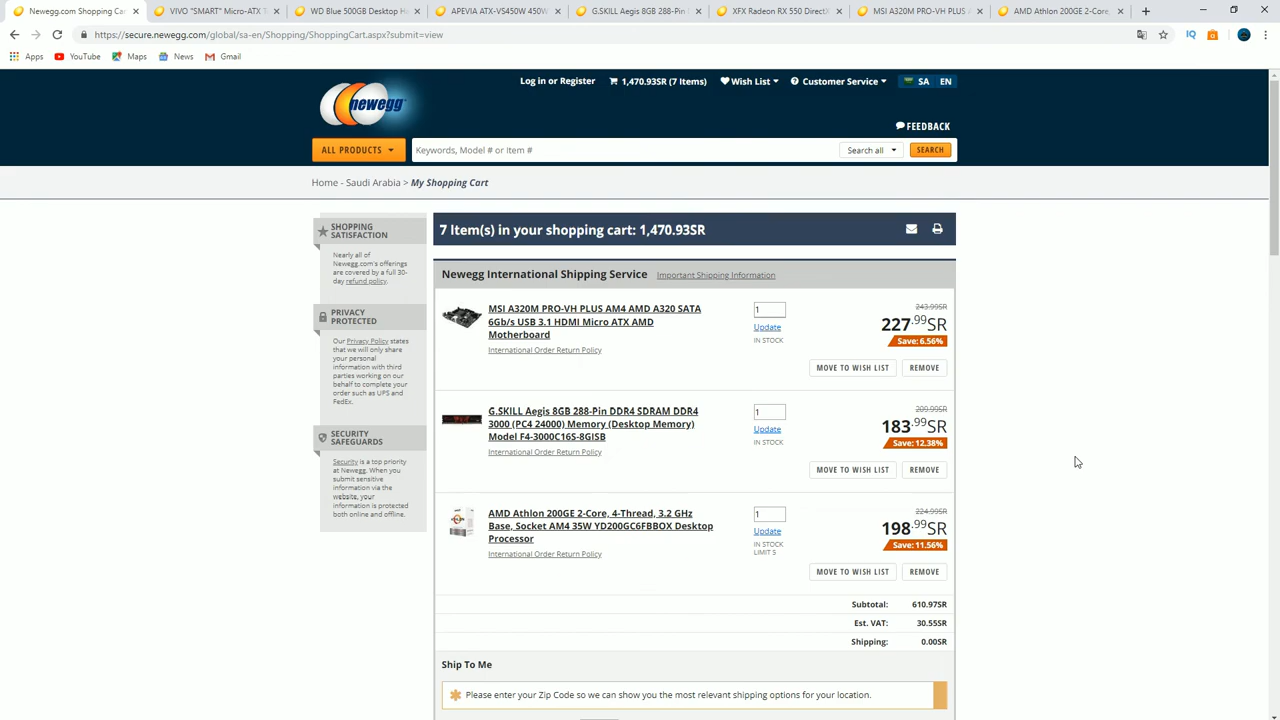 Newegg.com Shopping Car
VIVO "SMART" Micro-ATX T
WD Blue 500GB Desktop Ha
APEVIA ATX-VS450W 450W
G.SKILL Aegis 8GB 288-Pin D
XFX Radeon RX 550 DirectX
MSI A320M PRO-VH PLUS A
AMD Athlon 200GE 2-Core,
https://secure.newegg.com/global/sa-en/Shopping/ShoppingCart.aspx?submit=view
IQ
Apps YouTube Maps News Gmail
newegg
Log in or Register 1,470.93SR (7 Items) Wish List Customer Service SA EN
FEEDBACK
ALL PRODUCTS Keywords, Model # or Item # Search all SEARCH
Home - Saudi Arabia > My Shopping Cart
SHOPPING
SATISFACTION
Nearly all of
Newegg.com's offerings
are covered by a full 30-
day refund policy.
PRIVACY
PROTECTED
Our Privacy Policy states
that we will only share
your personal
information with third
parties working on our
behalf to complete your
order such as UPS and
FedEx.
SECURITY
SAFEGUARDS
Security is a top priority
at Newegg. When you
submit sensitive
information via the
website, your
information is protected
both online and offline.
7 Item(s) in your shopping cart: 1,470.93SR
Newegg International Shipping Service Important Shipping Information
MSI A320M PRO-VH PLUS AM4 AMD A320 SATA
6Gb/s USB 3.1 HDMI Micro ATX AMD
Motherboard
International Order Return Policy
1
Update
IN STOCK
243.99SR
227.99SR
Save: 6.56%
MOVE TO WISH LIST REMOVE
G.SKILL Aegis 8GB 288-Pin DDR4 SDRAM DDR4
3000 (PC4 24000) Memory (Desktop Memory)
Model F4-3000C16S-8GISB
International Order Return Policy
1
Update
IN STOCK
209.99SR
183.99SR
Save: 12.38%
MOVE TO WISH LIST REMOVE
AMD Athlon 200GE 2-Core, 4-Thread, 3.2 GHz
Base, Socket AM4 35W YD200GC6FBBOX Desktop
Processor
International Order Return Policy
1
Update
IN STOCK
LIMIT 5
224.99SR
198.99SR
Save: 11.56%
MOVE TO WISH LIST REMOVE
Subtotal: 610.97SR
Est. VAT: 30.55SR
Shipping: 0.00SR
Ship To Me
Please enter your Zip Code so we can show you the most relevant shipping options for your location.